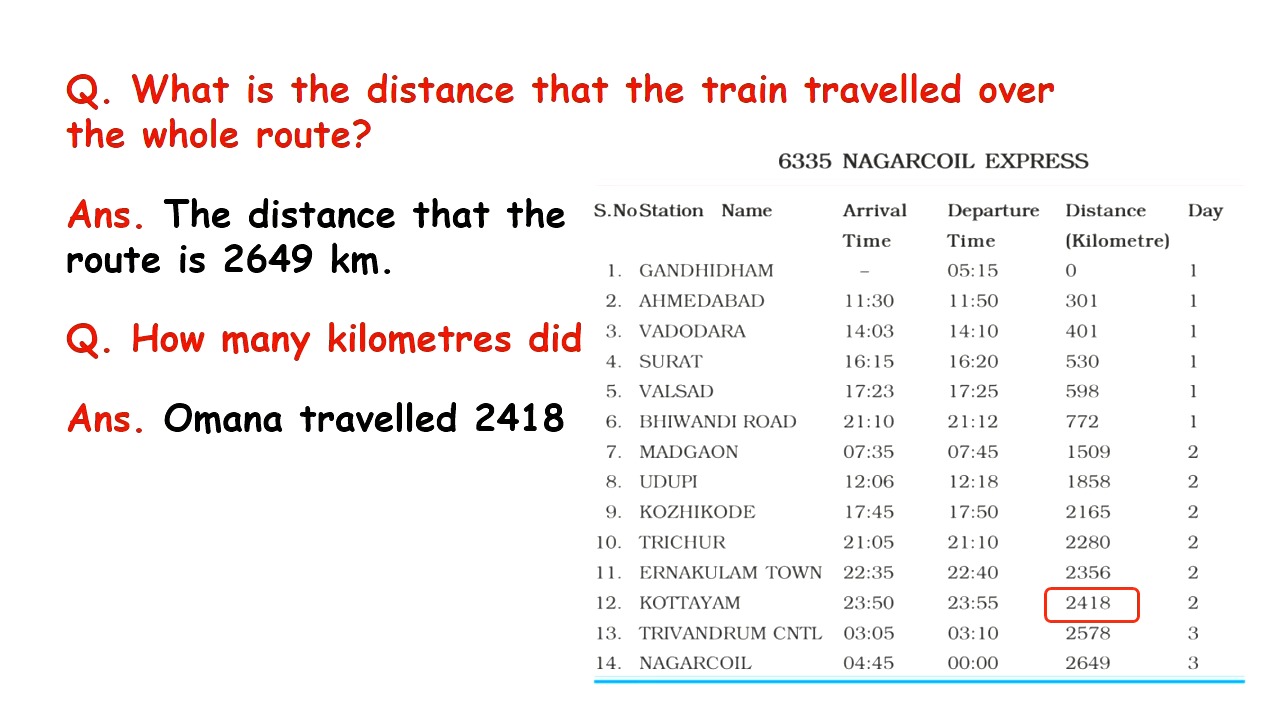 Q. What is the distance that the train travelled over
the whole route?
Ans. The distance that the
route is 2649 km.
Q. How many kilometres did
Ans. Omana travelled 2418
6335 NAGARCOIL EXPRESS
S.No Station Name Arrival Departure Distance Day
Time Time (Kilometre)
1. GANDHIDHAM – 05:15 0 1
2. AHMEDABAD 11:30 11:50 301 1
3. VADODARA 14:03 14:10 401 1
4. SURAT 16:15 16:20 530 1
5. VALSAD 17:23 17:25 598 1
6. BHIWANDI ROAD 21:10 21:12 772 1
7. MADGAON 07:35 07:45 1509 2
8. UDUPI 12:06 12:18 1858 2
9. KOZHIKODE 17:45 17:50 2165 2
10. TRICHUR 21:05 21:10 2280 2
11. ERNAKULAM TOWN 22:35 22:40 2356 2
12. KOTTAYAM 23:50 23:55 2418 2
13. TRIVANDRUM CNTL 03:05 03:10 2578 3
14. NAGARCOIL 04:45 00:00 2649 3